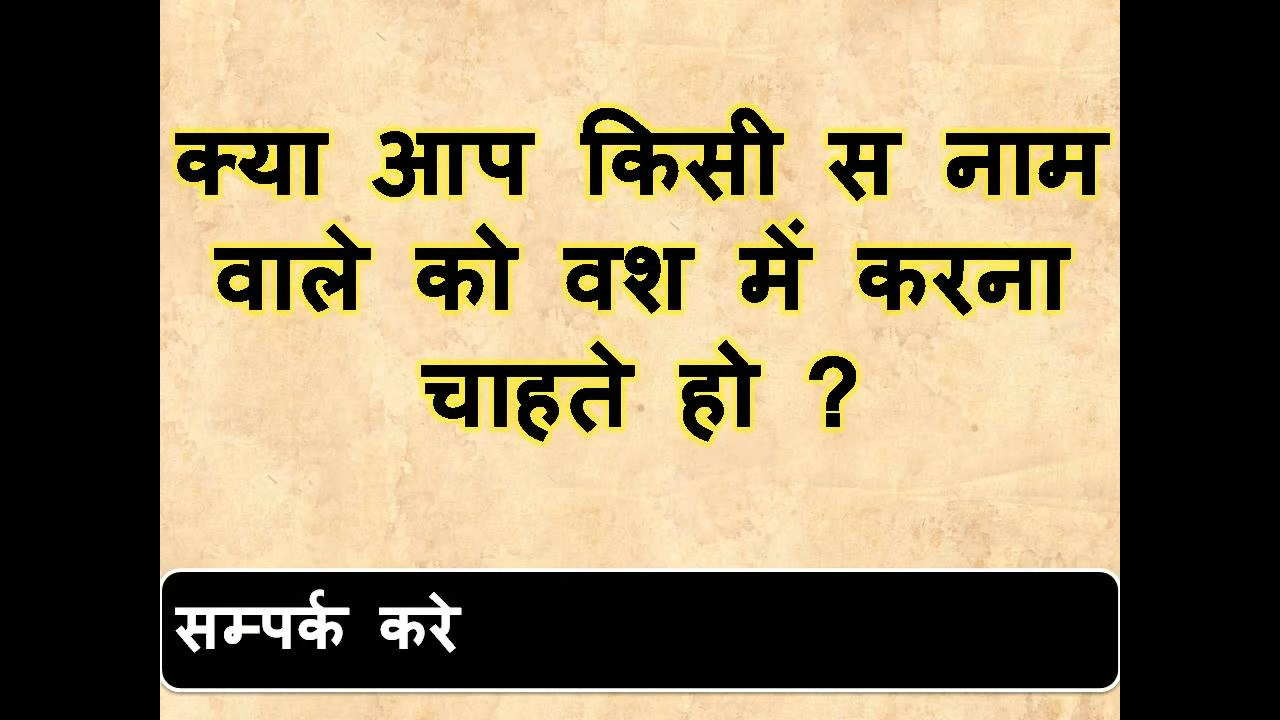 क्या आप किसी स नाम
वाले को वश में करना
चाहते हो ?
सम्पर्क करे